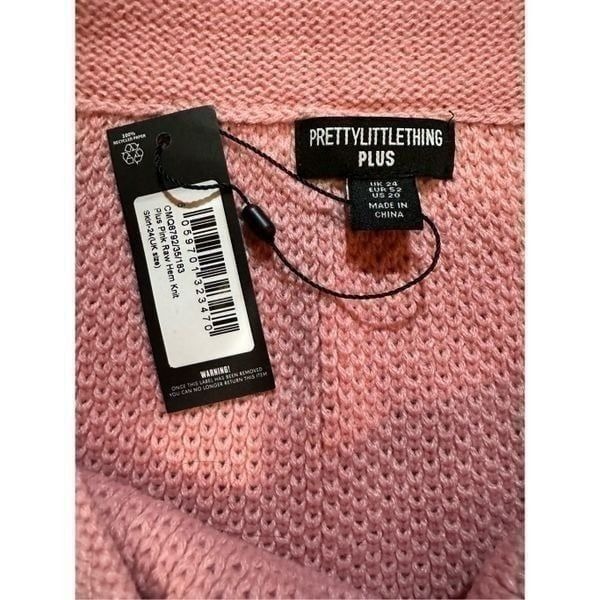 PRETTYLITTLETHING
PLUS
UK 24
EUR 52
US 20
MADE IN
CHINA
100%
RECYCLED PAPER
CMQ8792/35/183
Plus Pink Raw Hem Knit
Skirt-24(UK size)
5059701323470
WARNING!
ONCE THIS LABEL HAS BEEN REMOVED
YOU CAN NO LONGER RETURN THIS ITEM